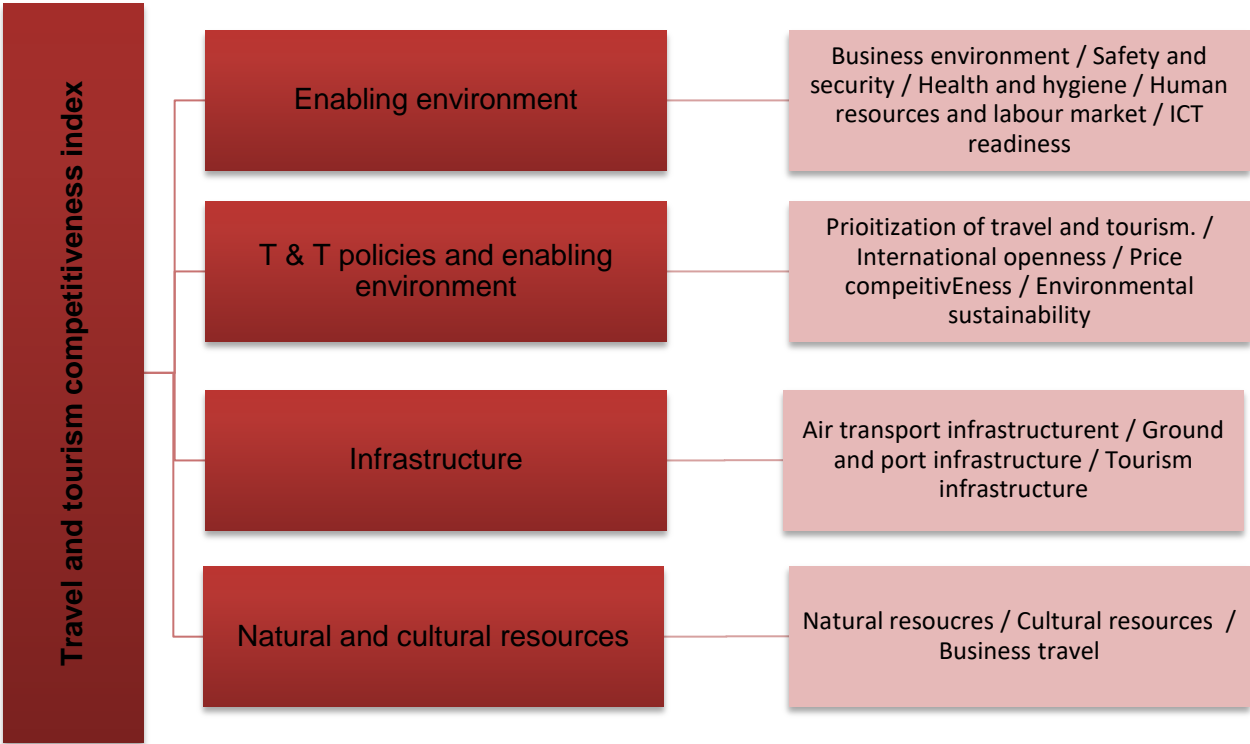 Travel and tourism competitiveness index
Enabling environment
Business environment / Safety and
security / Health and hygiene / Human
resources and labour market / ICT
readiness
T & T policies and enabling
environment
Prioitization of travel and tourism. /
International openness / Price
compeitivEness / Environmental
sustainability
Infrastructure
Air transport infrastructurent / Ground
and port infrastructure / Tourism
infrastructure
Natural and cultural resources
Natural resoucres / Cultural resources /
Business travel